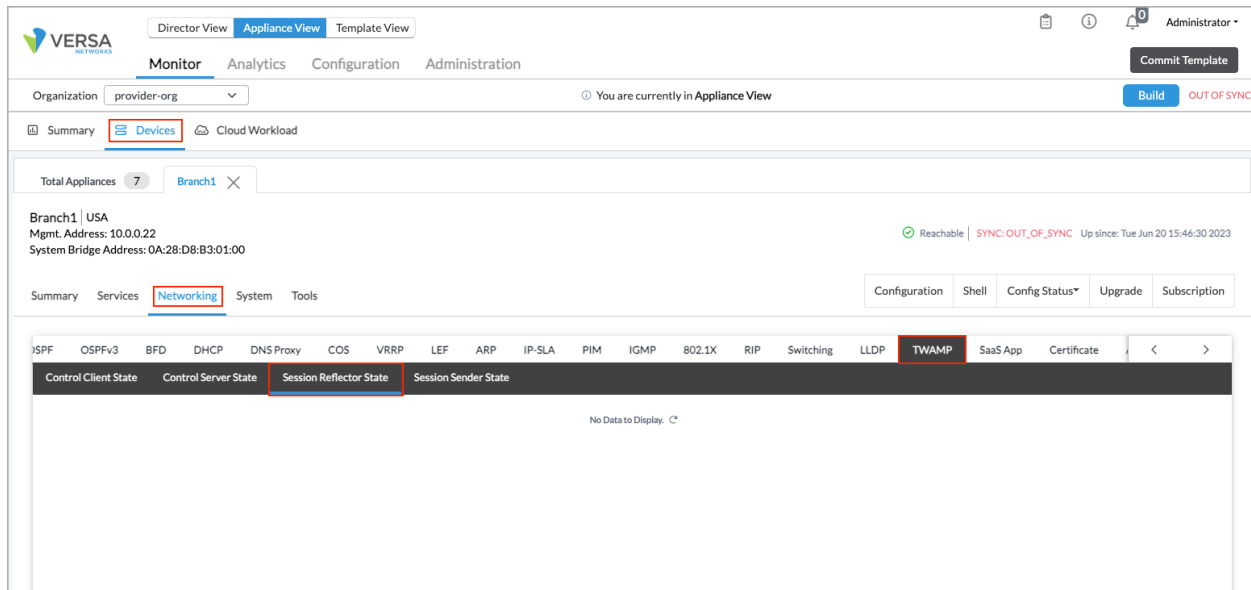 VERSA
NETWORKS
Director View Appliance View Template View
0
Administrator
Monitor Analytics Configuration Administration
Commit Template
Organization provider-org
You are currently in Appliance View
Build OUT OF SYNC
Summary Devices Cloud Workload
Total Appliances 7 Branch1
Branch1 | USA
Mgmt. Address: 10.0.0.22
System Bridge Address: 0A:28:D8:B3:01:00
Reachable | SYNC: OUT_OF_SYNC Up since: Tue Jun 20 15:46:30 2023
Summary Services Networking System Tools
Configuration Shell Config Status Upgrade Subscription
OSPF OSPFv3 BFD DHCP DNS Proxy COS VRRP LEF ARP IP-SLA PIM IGMP 802.1X RIP Switching LLDP TWAMP SaaS App Certificate
Control Client State Control Server State Session Reflector State Session Sender State
No Data to Display.